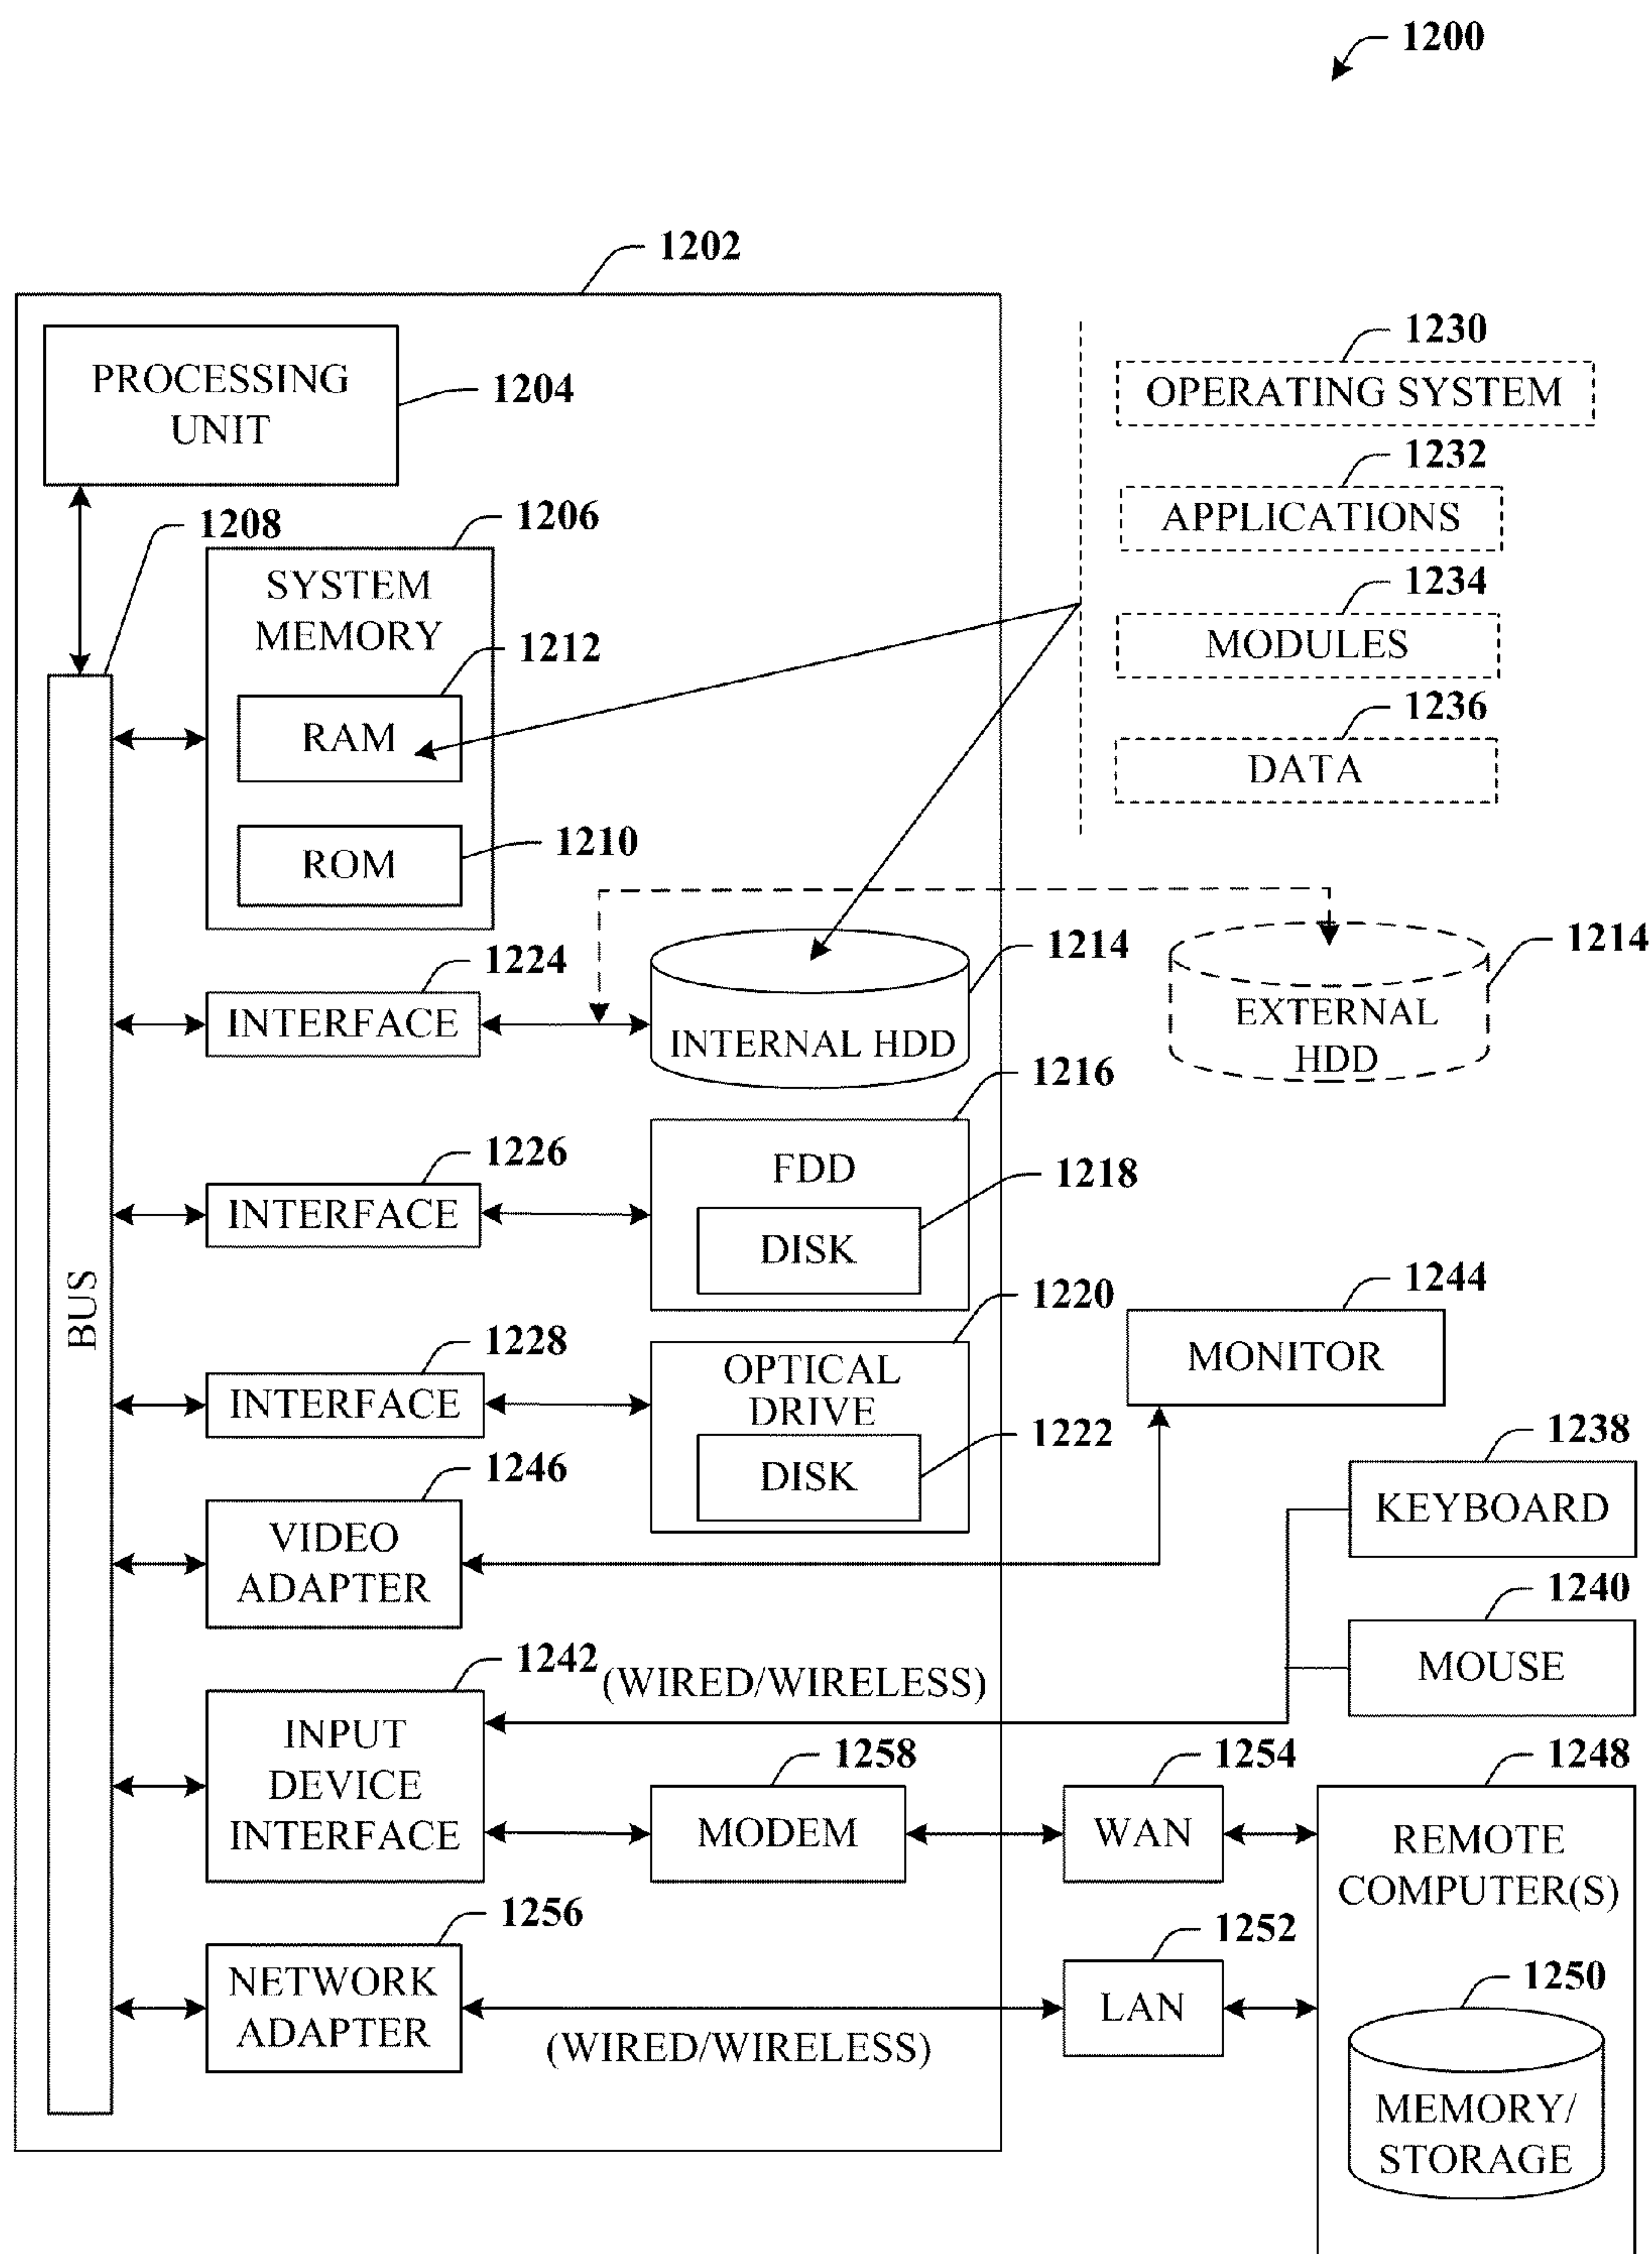 1200
1202
PROCESSING
UNIT
1204
1230
OPERATING SYSTEM
1232
APPLICATIONS
1234
MODULES
1236
DATA
1208
1206
SYSTEM
MEMORY
1212
RAM
1210
ROM
1224
INTERFACE
1214
INTERNAL HDD
1214
EXTERNAL
HDD
1216
FDD
1218
DISK
1226
INTERFACE
BUS
1220
OPTICAL
DRIVE
1222
DISK
1228
INTERFACE
1244
MONITOR
1246
VIDEO
ADAPTER
1238
KEYBOARD
1240
MOUSE
1242
(WIRED/WIRELESS)
INPUT
DEVICE
INTERFACE
1258
MODEM
1254
WAN
1248
REMOTE
COMPUTER(S)
1256
NETWORK
ADAPTER
(WIRED/WIRELESS)
1252
LAN
1250
MEMORY/
STORAGE